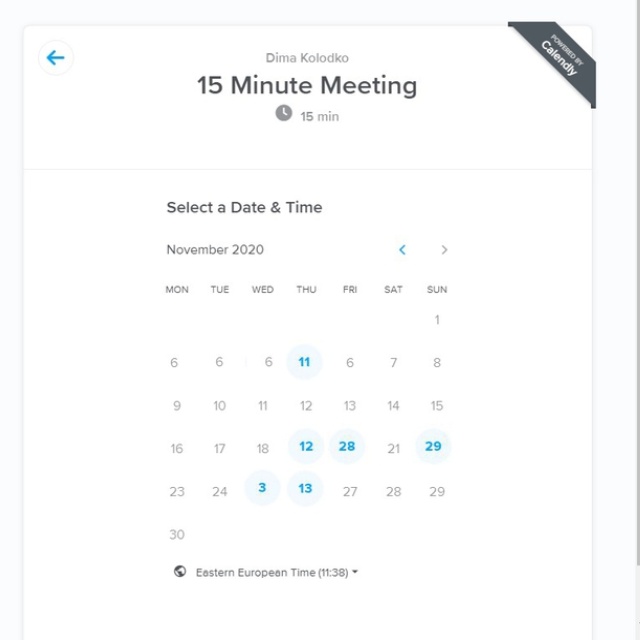 Dima Kolodko
15 Minute Meeting
15 min
POWERED BY
Calendly
Select a Date & Time
November 2020
MON TUE WED THU FRI SAT SUN
1
6 6 6 11 6 7 8
9 10 11 12 13 14 15
16 17 18 12 28 21 29
23 24 3 13 27 28 29
30
Eastern European Time (11:38)